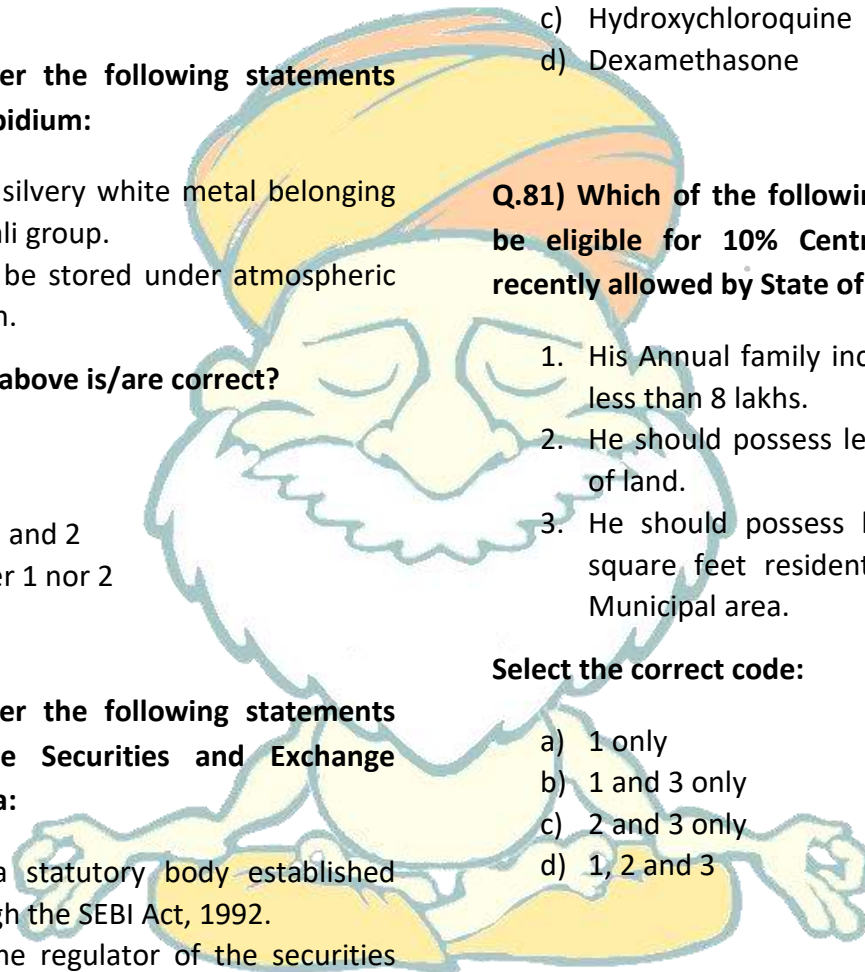 er the following statements
bidium:
silvery white metal belonging
li group.
be stored under atmospheric
n.
above is/are correct?
and 2
er 1 nor 2
er the following statements
e Securities and Exchange
a:
a statutory body established
gh the SEBI Act, 1992.
ne regulator of the securities
c) Hydroxychloroquine
d) Dexamethasone
Q.81) Which of the followin
be eligible for 10% Centr
recently allowed by State of
1. His Annual family inc
less than 8 lakhs.
2. He should possess le
of land.
3. He should possess l
square feet resident
Municipal area.
Select the correct code:
a) 1 only
b) 1 and 3 only
c) 2 and 3 only
d) 1, 2 and 3